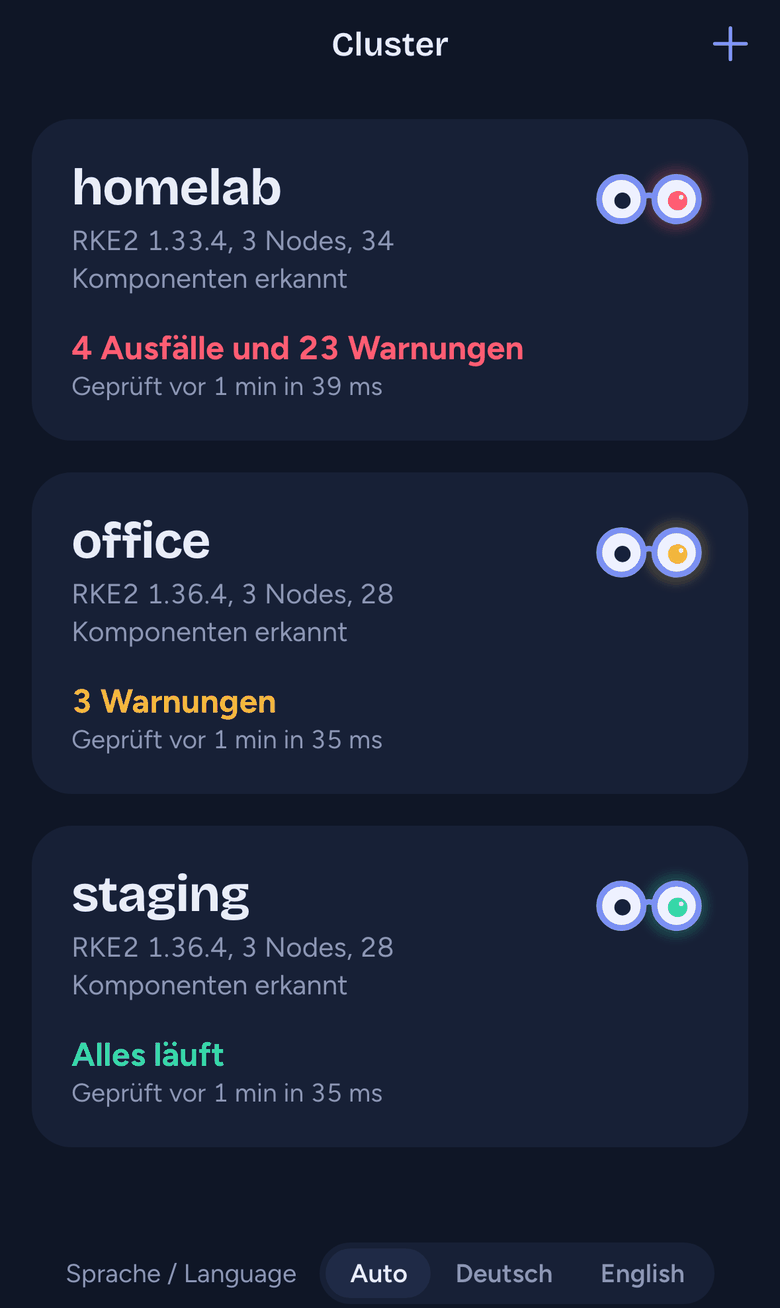 Cluster
homelab
RKE2 1.33.4, 3 Nodes, 34
Komponenten erkannt
4 Ausfälle und 23 Warnungen
Geprüft vor 1 min in 39 ms
office
RKE2 1.36.4, 3 Nodes, 28
Komponenten erkannt
3 Warnungen
Geprüft vor 1 min in 35 ms
staging
RKE2 1.36.4, 3 Nodes, 28
Komponenten erkannt
Alles läuft
Geprüft vor 1 min in 35 ms
Sprache / Language Auto Deutsch English